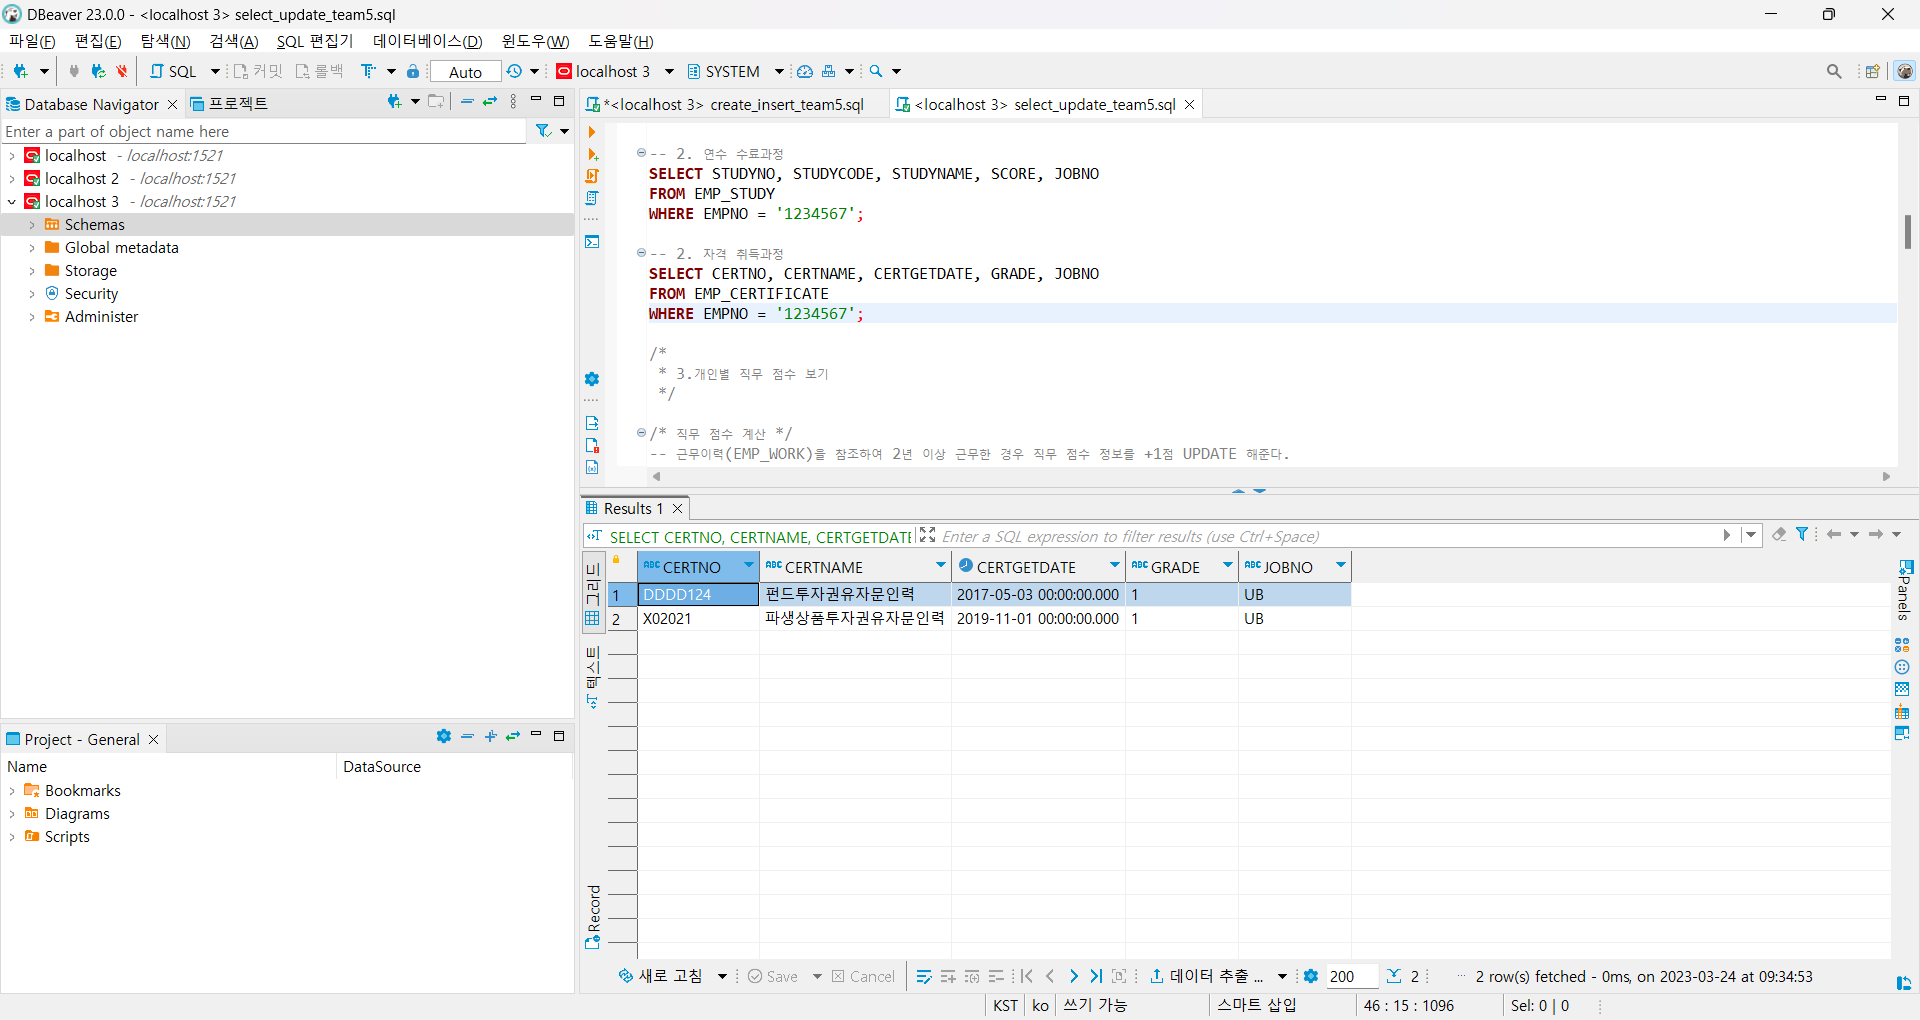 DBeaver 23.0.0 - <localhost 3> select_update_team5.sql
파일(F) 편집(E) 탐색(N) 검색(A) SQL 편집기 데이터베이스(D) 윈도우(W) 도움말(H)
SQL 커밋 롤백 Auto localhost 3 SYSTEM
Database Navigator 프로젝트
Enter a part of object name here
localhost - localhost:1521
localhost 2 - localhost:1521
localhost 3 - localhost:1521
Schemas
Global metadata
Storage
Security
Administer
Project - General
Name DataSource
Bookmarks
Diagrams
Scripts
*<localhost 3> create_insert_team5.sql <localhost 3> select_update_team5.sql
-- 2. 연수 수료과정
SELECT STUDYNO, STUDYCODE, STUDYNAME, SCORE, JOBNO
FROM EMP_STUDY
WHERE EMPNO = '1234567';
-- 2. 자격 취득과정
SELECT CERTNO, CERTNAME, CERTGETDATE, GRADE, JOBNO
FROM EMP_CERTIFICATE
WHERE EMPNO = '1234567';
/*
* 3.개인별 직무 점수 보기
*/
/* 직무 점수 계산 */
-- 근무이력(EMP_WORK)을 참조하여 2년 이상 근무한 경우 직무 점수 정보를 +1점 UPDATE 해준다.
Results 1
SELECT CERTNO, CERTNAME, CERTGETDATE Enter a SQL expression to filter results (use Ctrl+Space)
그리드
텍스트
Record
ABC CERTNO ABC CERTNAME CERTGETDATE ABC GRADE ABC JOBNO
1 DDDD124 펀드투자권유자문인력 2017-05-03 00:00:00.000 1 UB
2 X02021 파생상품투자권유자문인력 2019-11-01 00:00:00.000 1 UB
Panels
새로 고침 Save Cancel 데이터 추출 ... 200 2 ··· 2 row(s) fetched - 0ms, on 2023-03-24 at 09:34:53
KST ko 쓰기 가능 스마트 삽입 46 : 15 : 1096 Sel: 0 | 0